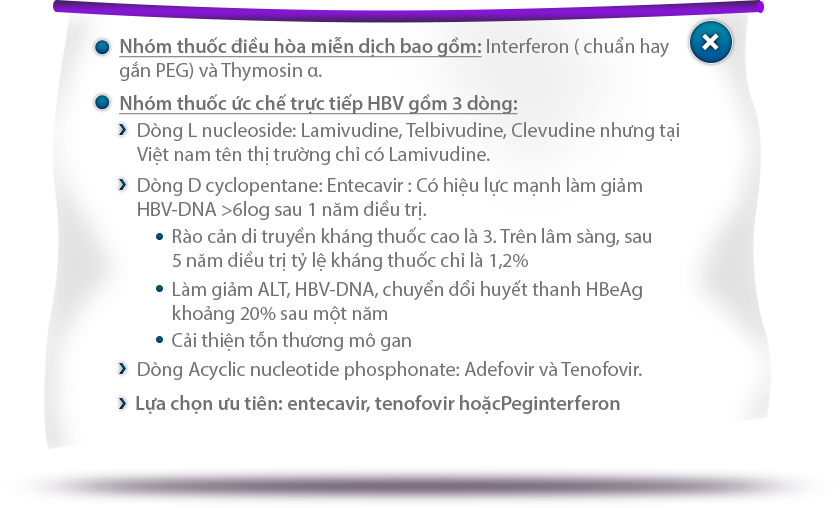 Nhóm thuốc điều hòa miễn dịch bao gồm: Interferon ( chuẩn hay
gắn PEG) và Thymosin α.
Nhóm thuốc ức chế trực tiếp HBV gồm 3 dòng:
Dòng L nucleoside: Lamivudine, Telbivudine, Clevudine nhưng tại
Việt nam tên thị trường chỉ có Lamivudine.
Dòng D cyclopentane: Entecavir : Có hiệu lực mạnh làm giảm
HBV-DNA >6log sau 1 năm điều trị.
Rào cản di truyền kháng thuốc cao là 3. Trên lâm sàng, sau
5 năm điều trị tỷ lệ kháng thuốc chỉ là 1,2%
Làm giảm ALT, HBV-DNA, chuyển đổi huyết thanh HBeAg
khoảng 20% sau một năm
Cải thiện tỗn thương mô gan
Dòng Acyclic nucleotide phosphonate: Adefovir và Tenofovir.
Lựa chọn ưu tiên: entecavir, tenofovir hoặcPeginterferon